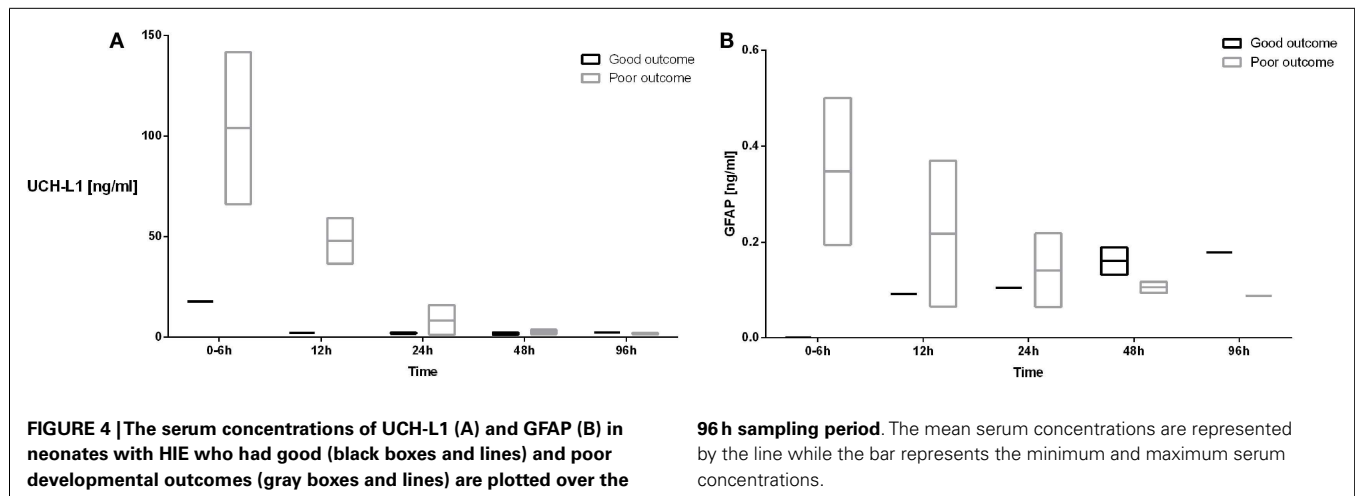 A
150
100
50
0
UCH-L1 [ng/ml]
Good outcome
Poor outcome
0-6h 12h 24h 48h 96h
Time
B
0.6
0.4
0.2
0.0
GFAP [ng/ml]
Good outcome
Poor outcome
0-6h 12h 24h 48h 96h
Time
FIGURE 4 | The serum concentrations of UCH-L1 (A) and GFAP (B) in
neonates with HIE who had good (black boxes and lines) and poor
developmental outcomes (gray boxes and lines) are plotted over the
96 h sampling period. The mean serum concentrations are represented
by the line while the bar represents the minimum and maximum serum
concentrations.